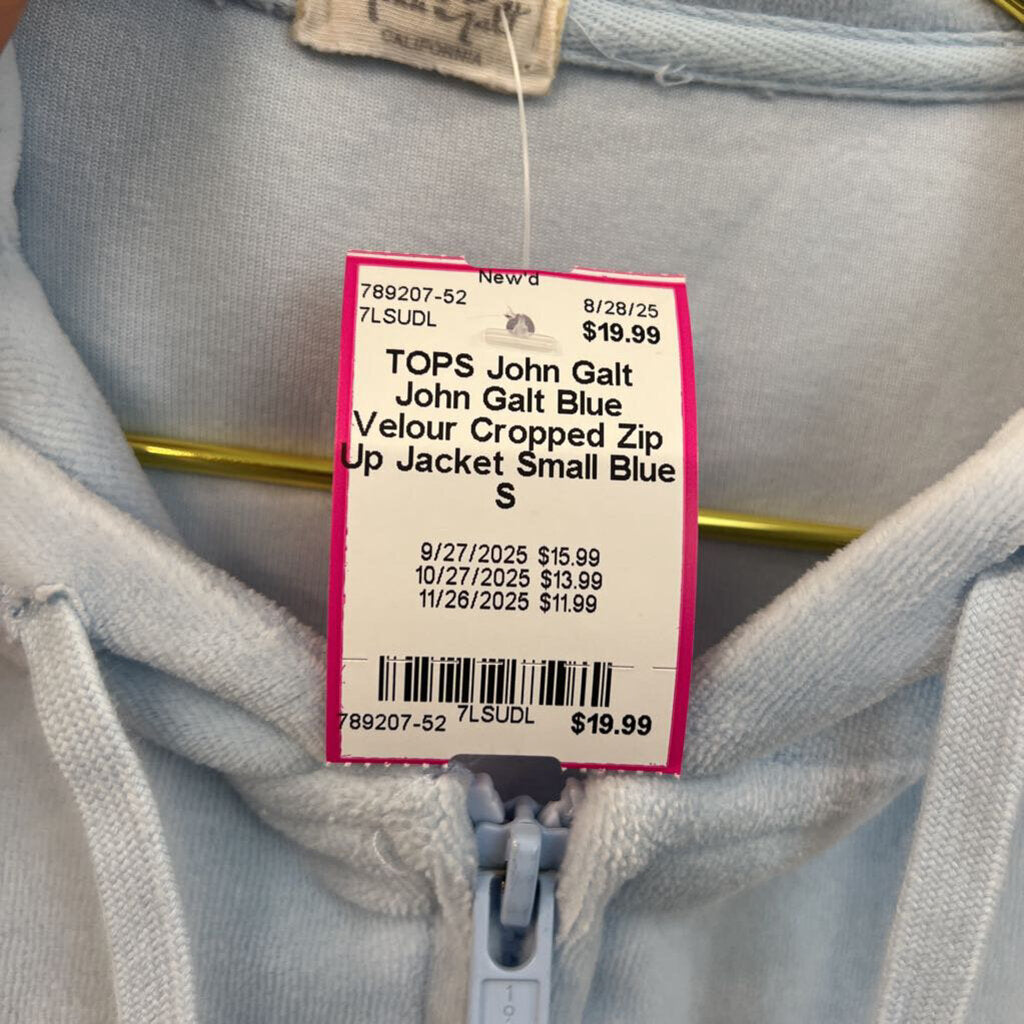 CALIFORNIA
New'd
789207-52 8/28/25
7LSUDL $19.99
TOPS John Galt
John Galt Blue
Velour Cropped Zip
Up Jacket Small Blue
S
9/27/2025 $15.99
10/27/2025 $13.99
11/26/2025 $11.99
789207-52 7LSUDL $19.99